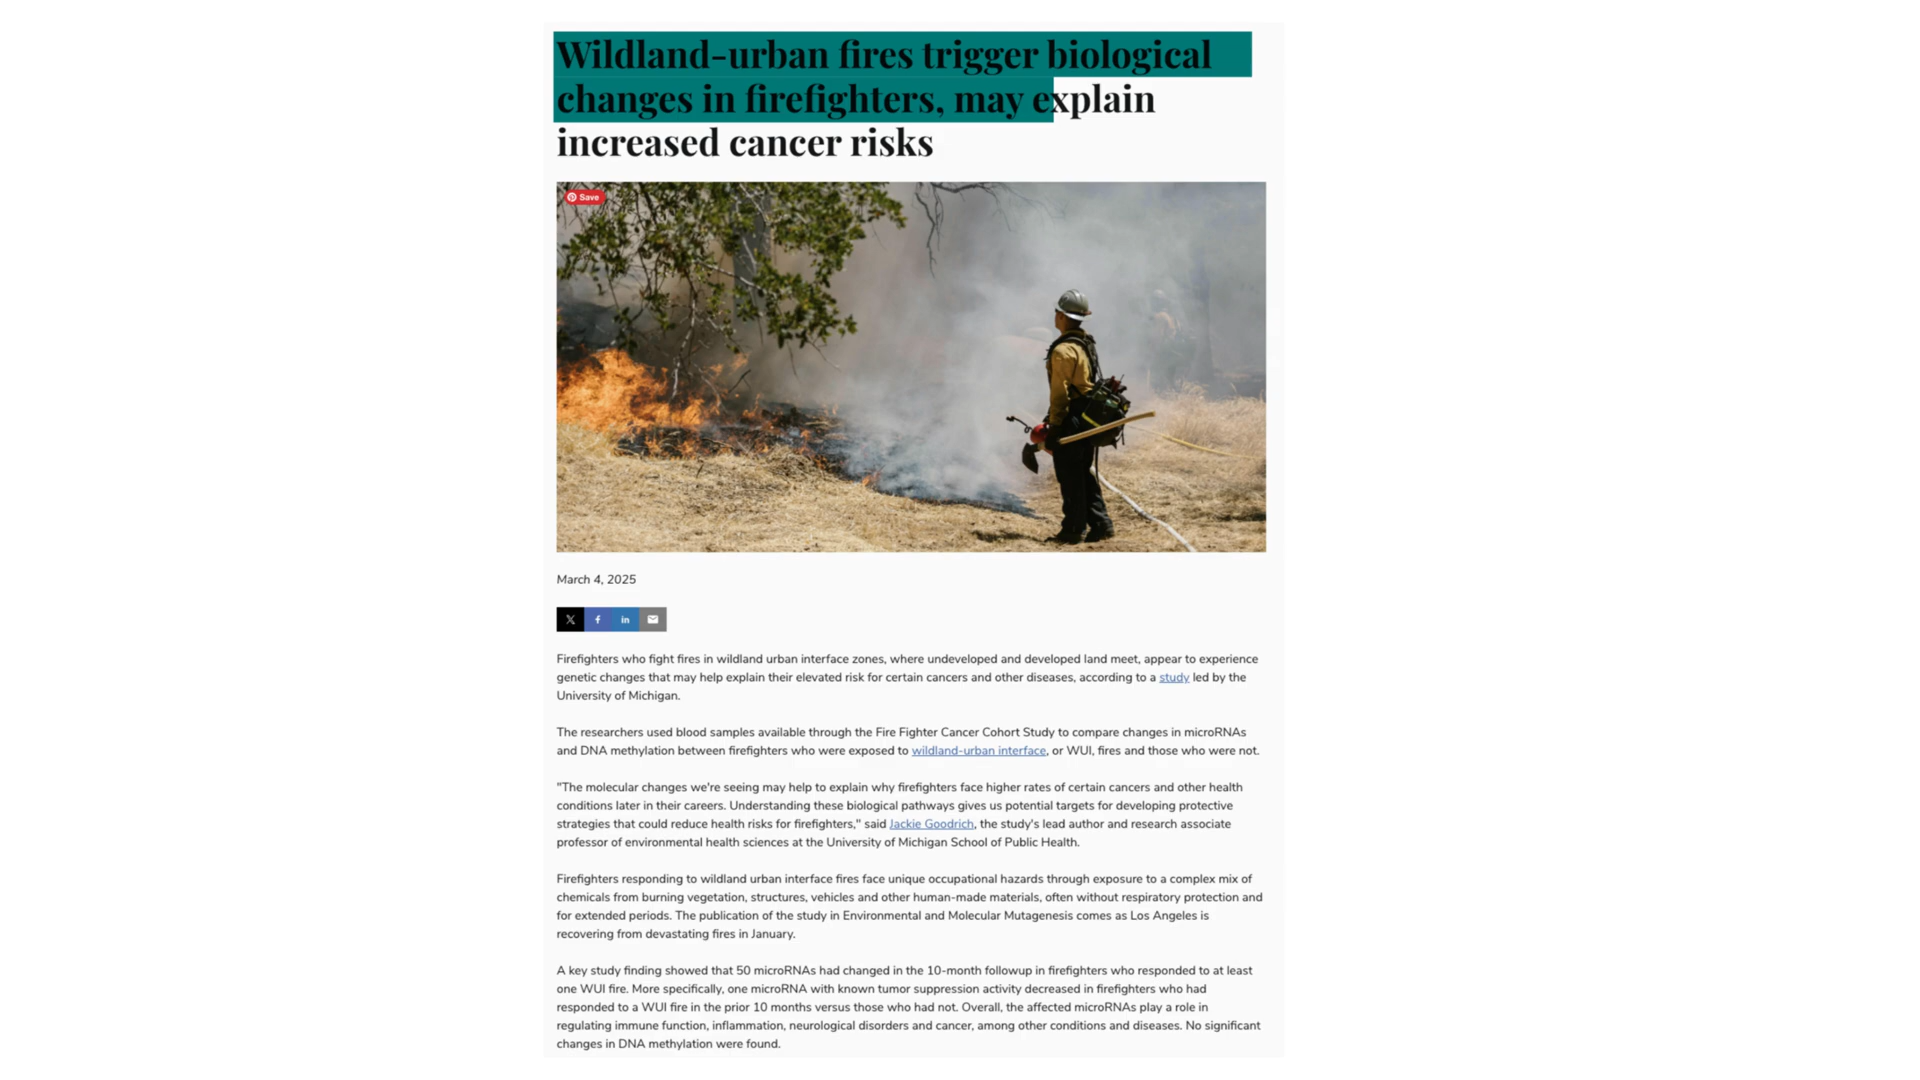 Wildland-urban fires trigger biological
changes in firefighters, may explain
increased cancer risks
Save
March 4, 2025
Firefighters who fight fires in wildland urban interface zones, where undeveloped and developed land meet, appear to experience
genetic changes that may help explain their elevated risk for certain cancers and other diseases, according to a study led by the
University of Michigan.
The researchers used blood samples available through the Fire Fighter Cancer Cohort Study to compare changes in microRNAs
and DNA methylation between firefighters who were exposed to wildland-urban interface, or WUI, fires and those who were not.
"The molecular changes we're seeing may help to explain why firefighters face higher rates of certain cancers and other health
conditions later in their careers. Understanding these biological pathways gives us potential targets for developing protective
strategies that could reduce health risks for firefighters," said Jackie Goodrich, the study's lead author and research associate
professor of environmental health sciences at the University of Michigan School of Public Health.
Firefighters responding to wildland urban interface fires face unique occupational hazards through exposure to a complex mix of
chemicals from burning vegetation, structures, vehicles and other human-made materials, often without respiratory protection and
for extended periods. The publication of the study in Environmental and Molecular Mutagenesis comes as Los Angeles is
recovering from devastating fires in January.
A key study finding showed that 50 microRNAs had changed in the 10-month followup in firefighters who responded to at least
one WUI fire. More specifically, one microRNA with known tumor suppression activity decreased in firefighters who had
responded to a WUI fire in the prior 10 months versus those who had not. Overall, the affected microRNAs play a role in
regulating immune function, inflammation, neurological disorders and cancer, among other conditions and diseases. No significant
changes in DNA methylation were found.